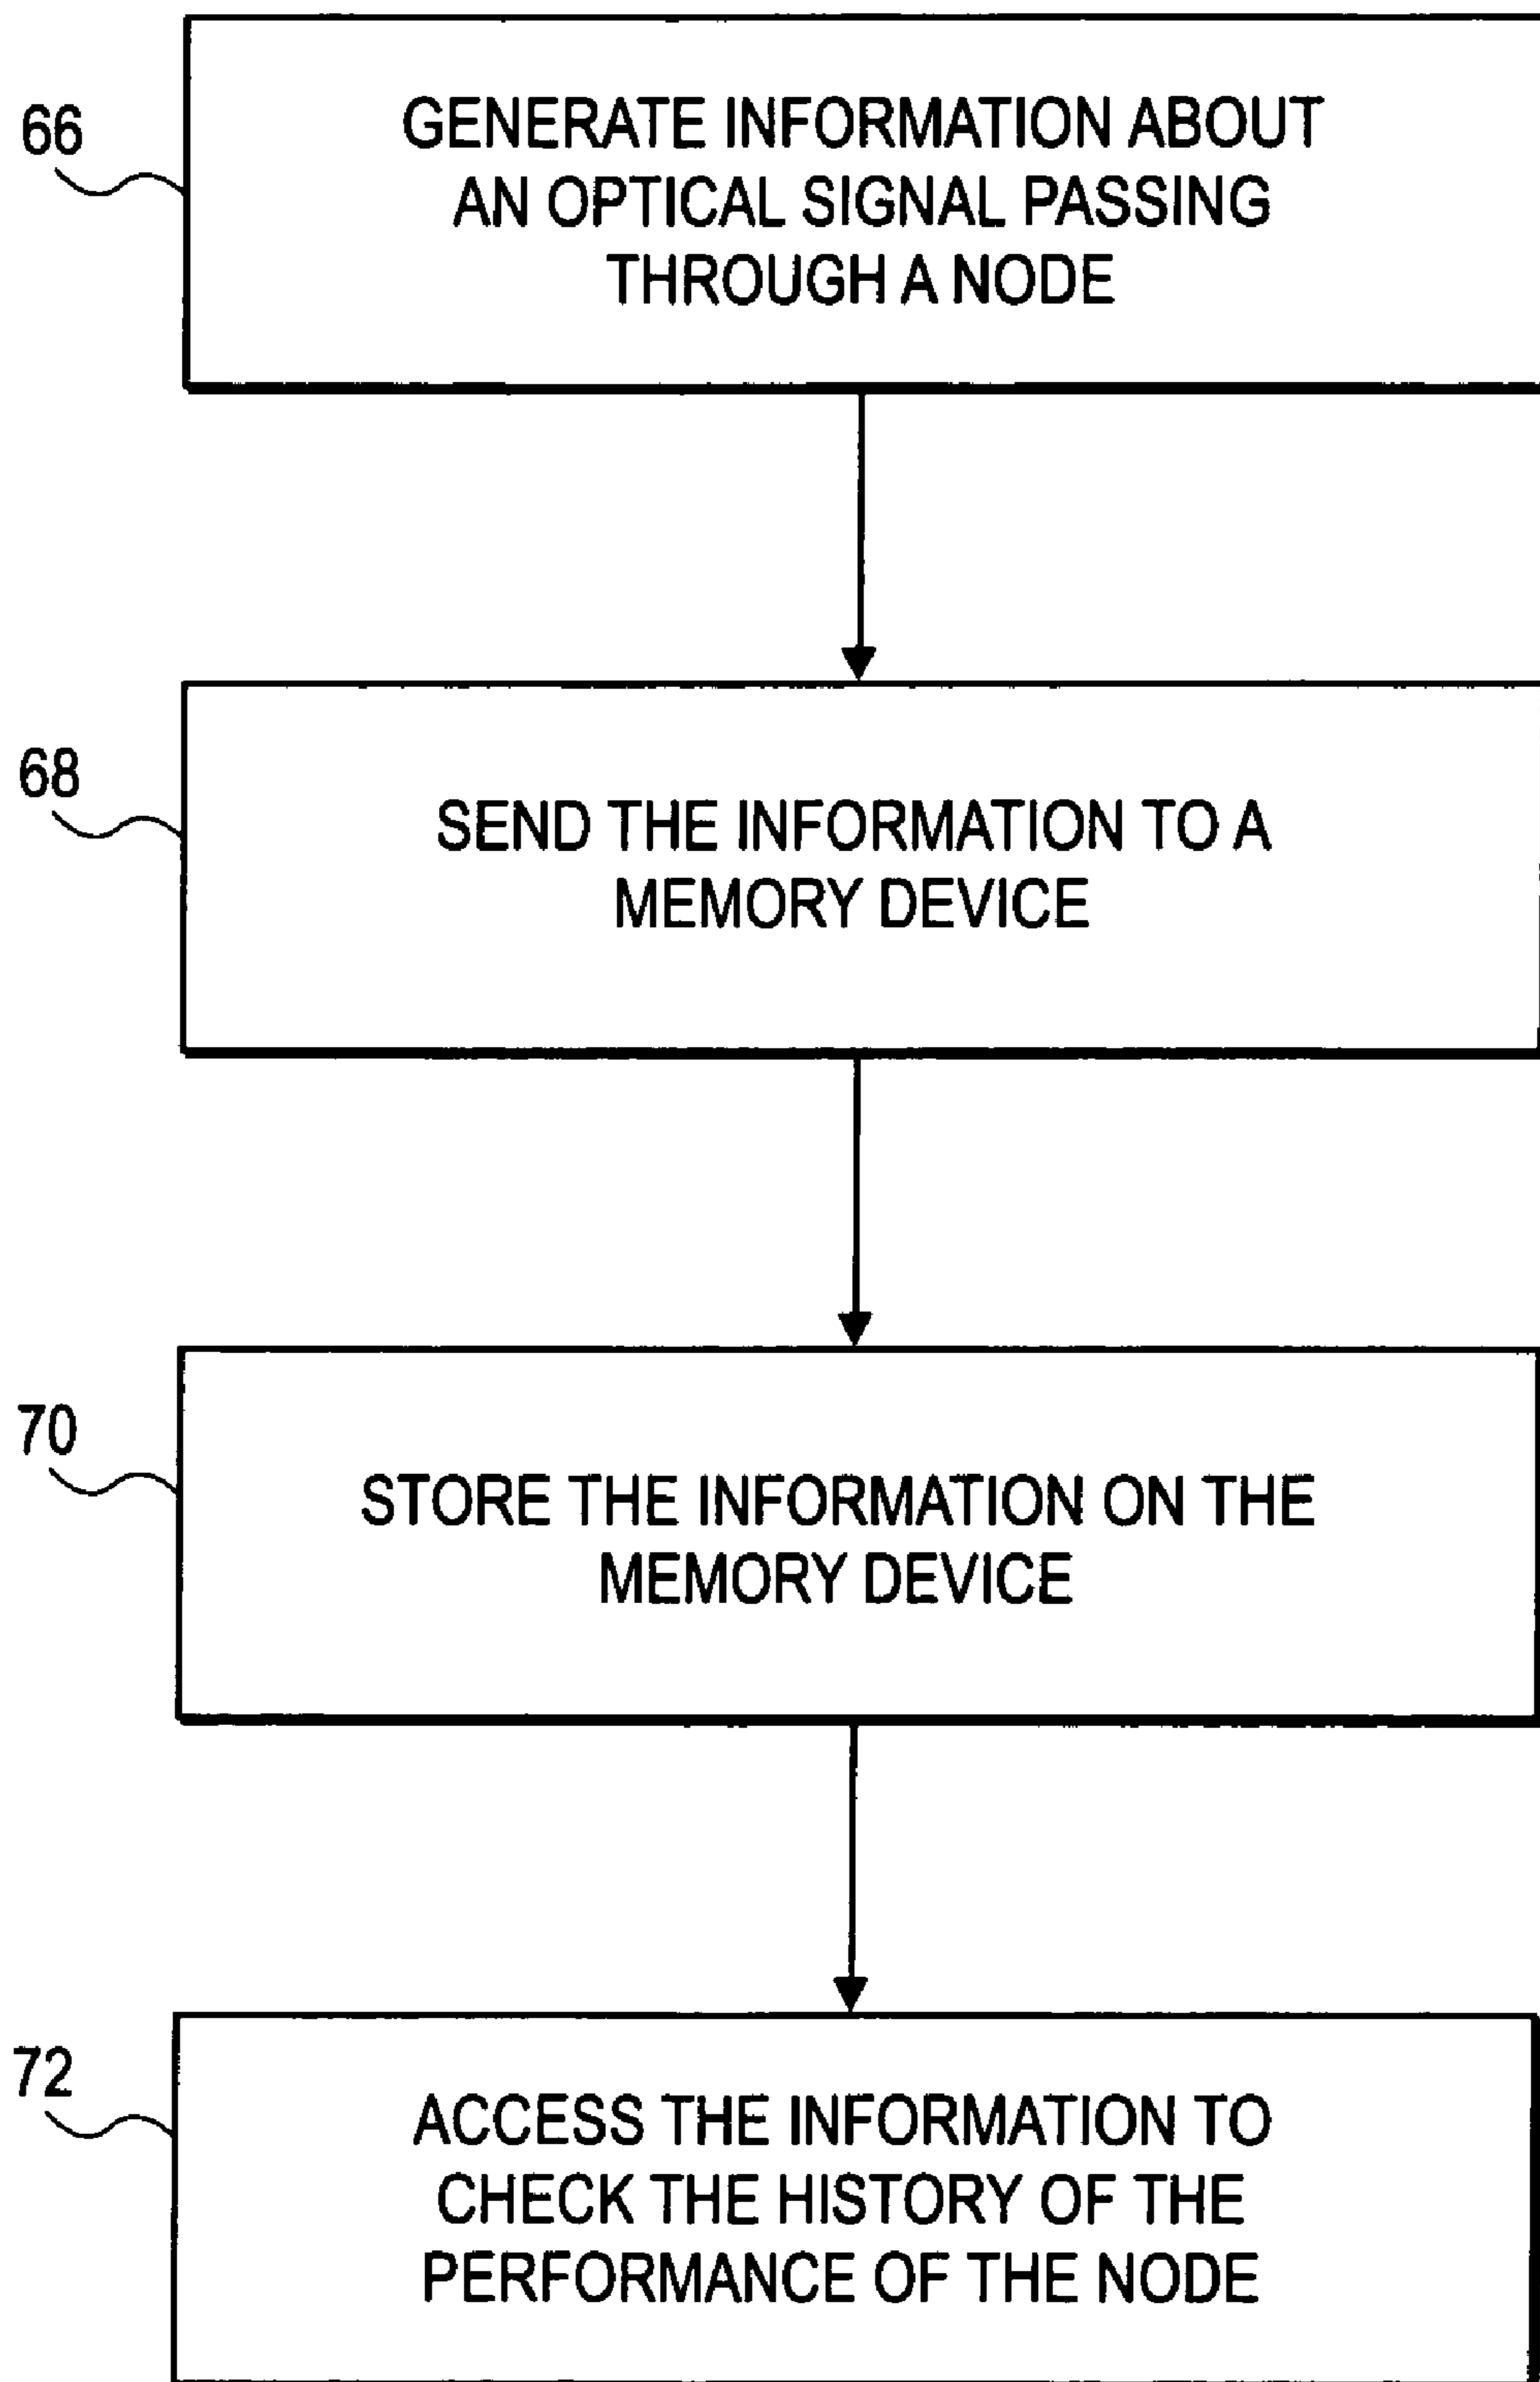 66
GENERATE INFORMATION ABOUT
AN OPTICAL SIGNAL PASSING
THROUGH A NODE
68
SEND THE INFORMATION TO A
MEMORY DEVICE
70
STORE THE INFORMATION ON THE
MEMORY DEVICE
72
ACCESS THE INFORMATION TO
CHECK THE HISTORY OF THE
PERFORMANCE OF THE NODE